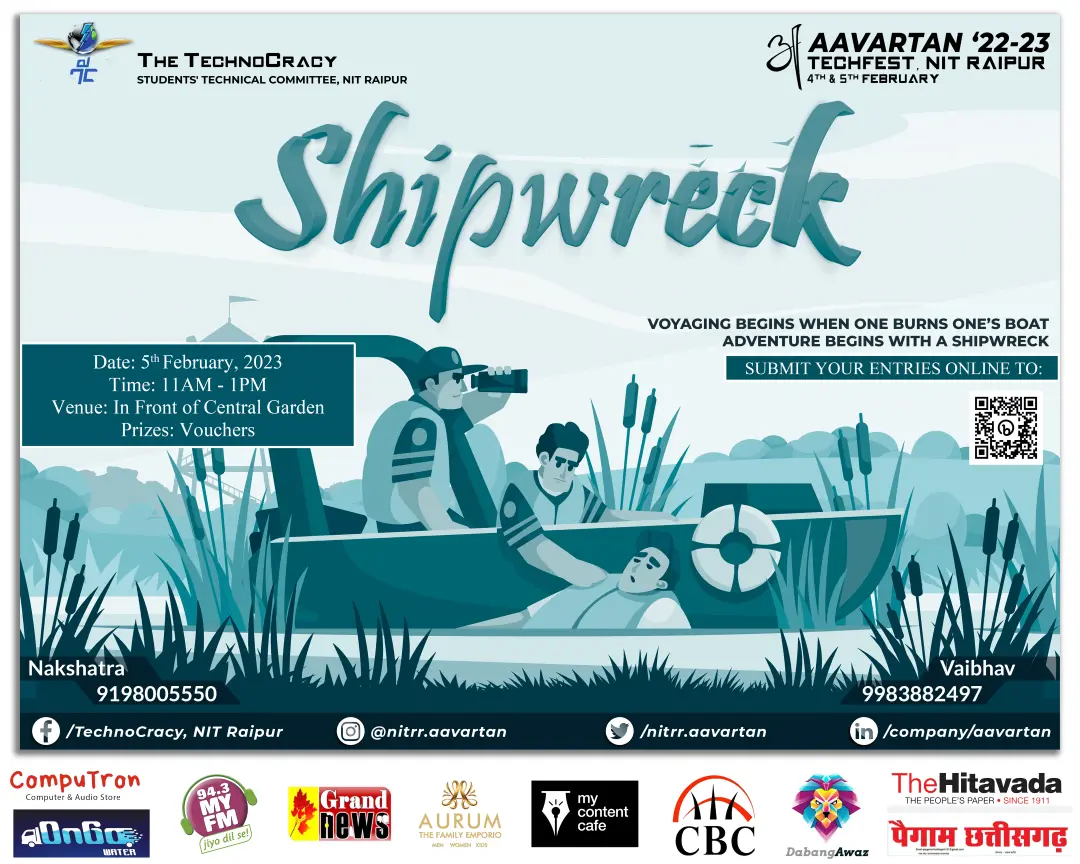 The TechnoCracy
STUDENTS' TECHNICAL COMMITTEE, NIT RAIPUR
AAVARTAN ‘22-23
TECHFEST, NIT RAIPUR
4TH & 5TH FEBRUARY
Shipwreck
VOYAGING BEGINS WHEN ONE BURNS ONE’S BOAT
ADVENTURE BEGINS WITH A SHIPWRECK
SUBMIT YOUR ENTRIES ONLINE TO:
Date: 5th February, 2023
Time: 11AM - 1PM
Venue: In Front of Central Garden
Prizes: Vouchers
Nakshatra
9198005550
Vaibhav
9983882497
/TechnoCracy, NIT Raipur
@nitrr.aavartan
/nitrr.aavartan
/company/aavartan
CompuTron
Computer & Audio Store
OnGo
WATER
94.3
MY
FM
jiyo dil se!
Grand
news
AURUM
THE FAMILY EMPORIO
MEN WOMEN KIDS
my
content
cafe
CBC
DabangAwaz
TheHitavada
THE PEOPLE'S PAPER • SINCE 1911
पैगाम छत्तीसगढ़